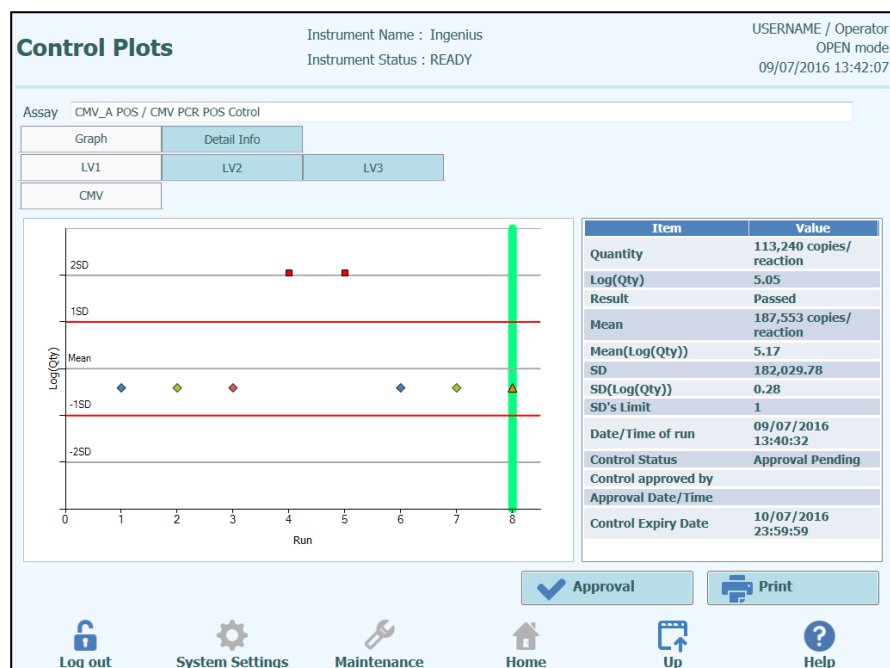 Control Plots
Instrument Name : Ingenius
Instrument Status : READY
USERNAME / Operator
OPEN mode
09/07/2016 13:42:07
Assay CMV_A POS / CMV PCR POS Cotrol
Graph Detail Info
LV1 LV2 LV3
CMV
Log(Qty)
2SD
1SD
Mean
-1SD
-2SD
0 1 2 3 4 5 6 7 8
Run
Item Value
Quantity 113,240 copies/
reaction
Log(Qty) 5.05
Result Passed
Mean 187,553 copies/
reaction
Mean(Log(Qty)) 5.17
SD 182,029.78
SD(Log(Qty)) 0.28
SD's Limit 1
Date/Time of run 09/07/2016
13:40:32
Control Status Approval Pending
Control approved by
Approval Date/Time
Control Expiry Date 10/07/2016
23:59:59
Approval Print
Log out System Settings Maintenance Home Up Help